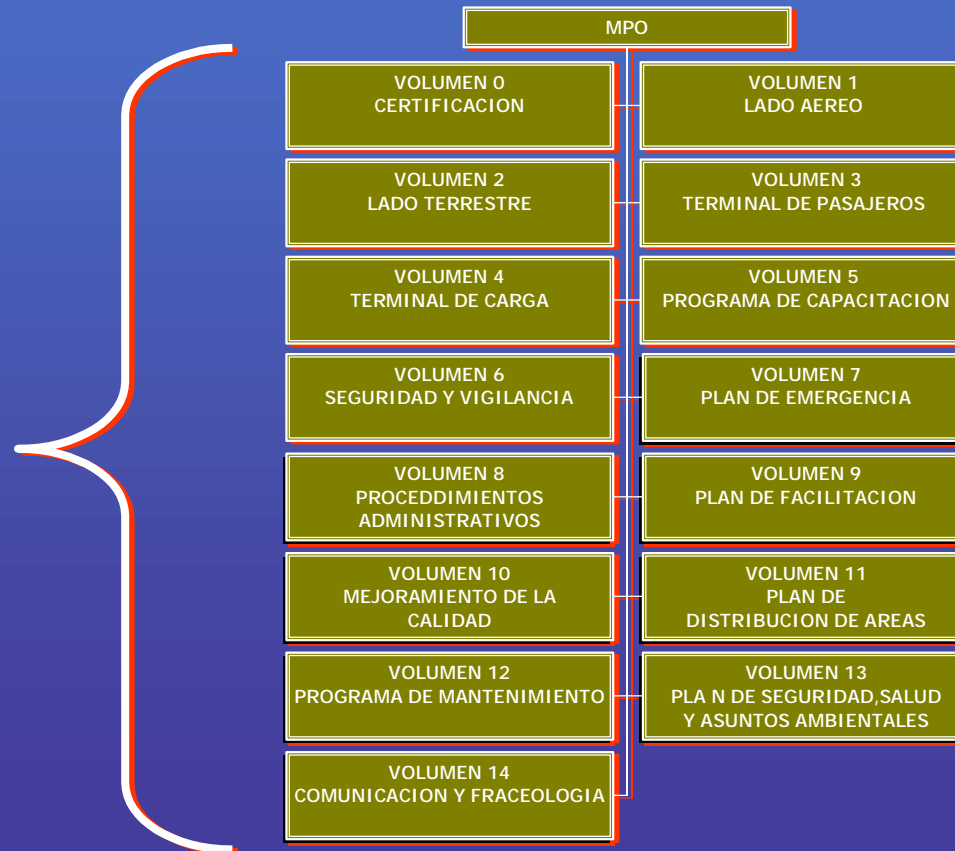 MPO
VOLUMEN 0
CERTIFICACION
VOLUMEN 1
LADO AEREO
VOLUMEN 2
LADO TERRESTRE
VOLUMEN 3
TERMINAL DE PASAJEROS
VOLUMEN 4
TERMINAL DE CARGA
VOLUMEN 5
PROGRAMA DE CAPACITACION
VOLUMEN 6
SEGURIDAD Y VIGILANCIA
VOLUMEN 7
PLAN DE EMERGENCIA
VOLUMEN 8
PROCEDDIMIENTOS
ADMINISTRATIVOS
VOLUMEN 9
PLAN DE FACILITACION
VOLUMEN 10
MEJORAMIENTO DE LA
CALIDAD
VOLUMEN 11
PLAN DE
DISTRIBUCION DE AREAS
VOLUMEN 12
PROGRAMA DE MANTENIMIENTO
VOLUMEN 13
PLA N DE SEGURIDAD,SALUD
Y ASUNTOS AMBIENTALES
VOLUMEN 14
COMUNICACION Y FRACEOLOGIA